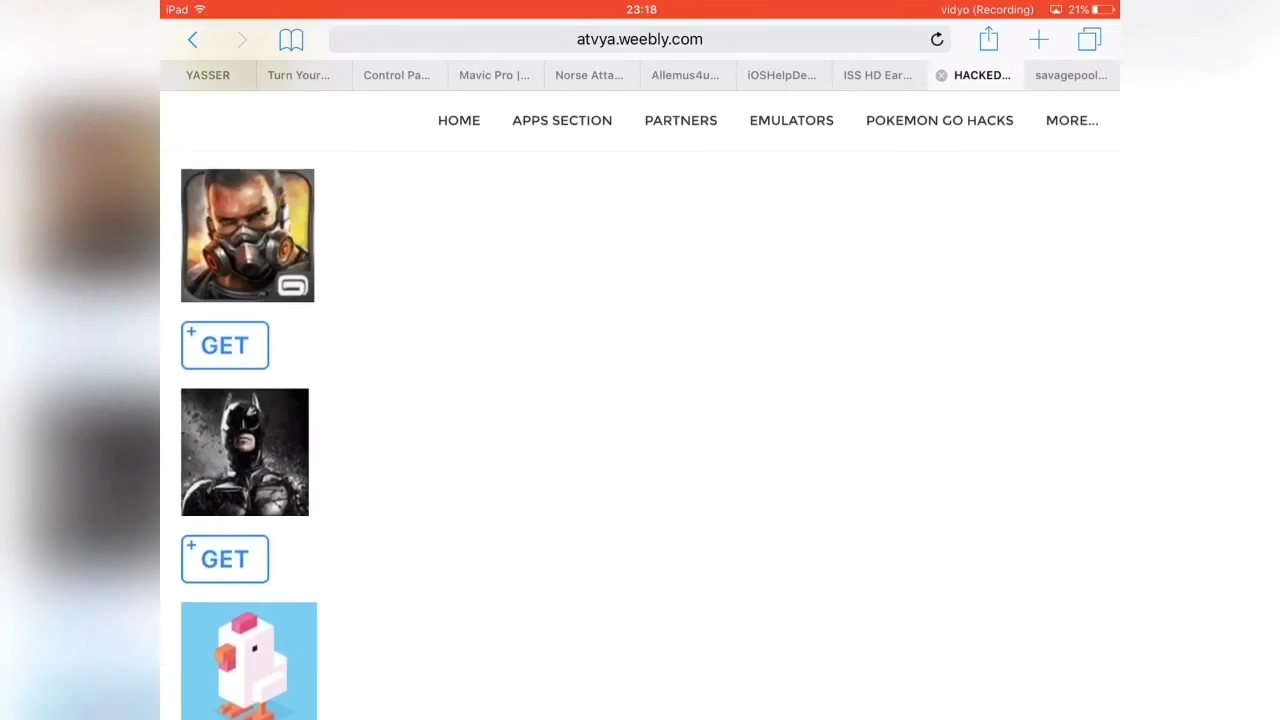 iPad 23:18 vidyo (Recording) 21%
atvya.weebly.com
YASSER Turn Your... Control Pa... Mavic Pro |... Norse Atta... Allemus4u... iOSHelpDe... ISS HD Ear... HACKED... savagepool...
HOME APPS SECTION PARTNERS EMULATORS POKEMON GO HACKS MORE...
+ GET
+ GET